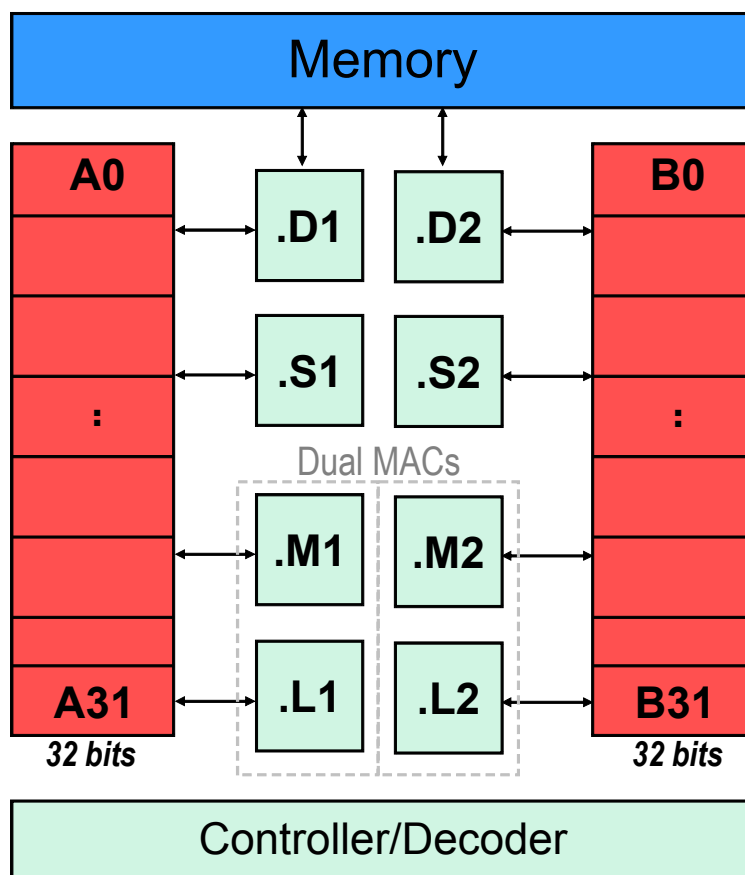 Memory
A0
B0
.D1
.D2
.S1
.S2
:
:
Dual MACs
.M1
.M2
.L1
.L2
A31
B31
32 bits
32 bits
Controller/Decoder